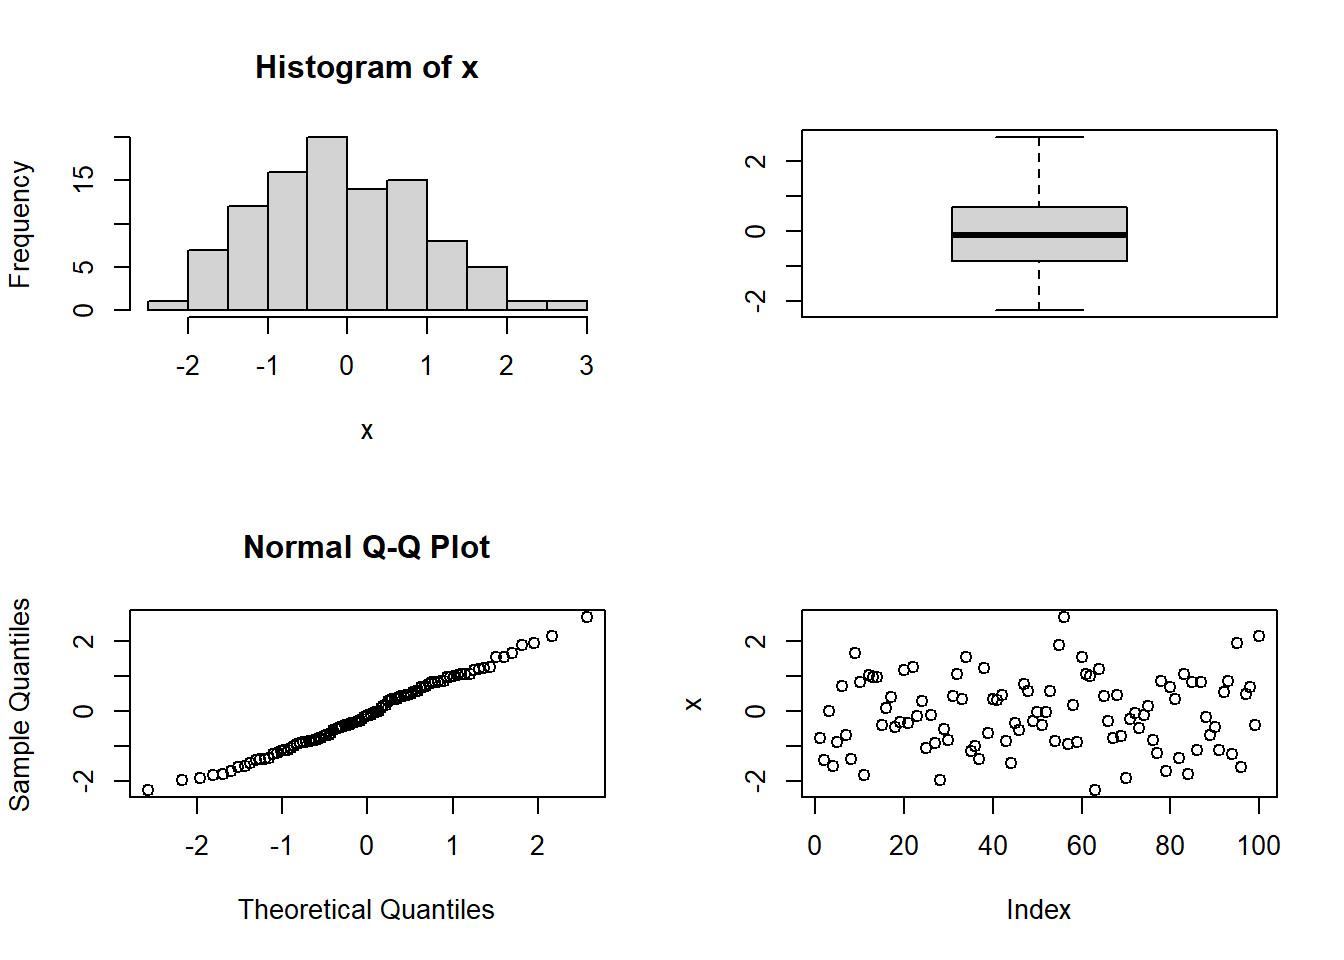 Histogram of x
Frequency
0
5
15
-2 -1 0 1 2 3
x
-2
0
2
Normal Q-Q Plot
Sample Quantiles
-2
0
2
-2 -1 0 1 2
Theoretical Quantiles
x
-2
0
2
0 20 40 60 80 100
Index